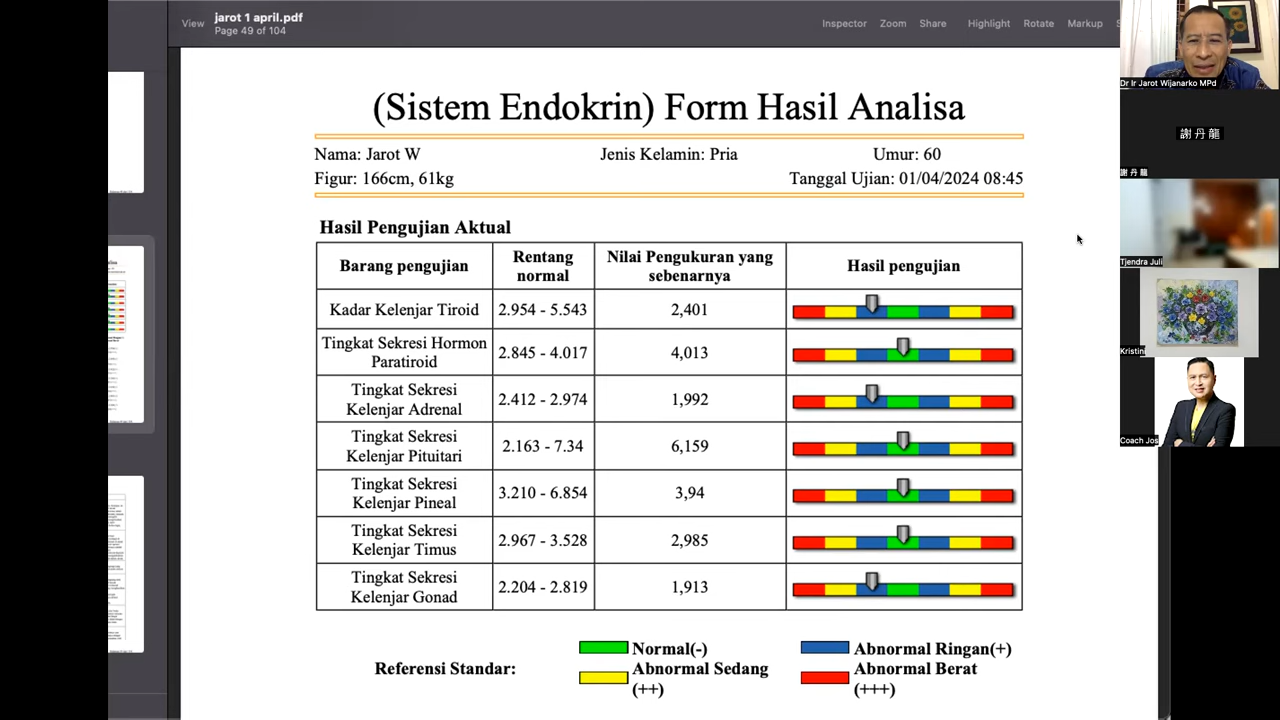 View
jarot 1 april.pdf
Page 49 of 104
Inspector Zoom Share Highlight Rotate Markup
(Sistem Endokrin) Form Hasil Analisa
Nama: Jarot W Jenis Kelamin: Pria Umur: 60
Figur: 166cm, 61kg Tanggal Ujian: 01/04/2024 08:45
Hasil Pengujian Aktual
Barang pengujian Rentang normal Nilai Pengukuran yang sebenarnya Hasil pengujian
Kadar Kelenjar Tiroid 2.954 - 5.543 2,401
Tingkat Sekresi Hormon Paratiroid 2.845 - 4.017 4,013
Tingkat Sekresi Kelenjar Adrenal 2.412 - 2.974 1,992
Tingkat Sekresi Kelenjar Pituitari 2.163 - 7.34 6,159
Tingkat Sekresi Kelenjar Pineal 3.210 - 6.854 3,94
Tingkat Sekresi Kelenjar Timus 2.967 - 3.528 2,985
Tingkat Sekresi Kelenjar Gonad 2.204 - 2.819 1,913
Referensi Standar:
Normal(-) Abnormal Ringan(+)
Abnormal Sedang (++) Abnormal Berat (+++)
Dr Ir Jarot Wijanarko MPd
謝 丹 龍
謝 丹 龍
Tjendra Juli
Kristini
Coach Jos